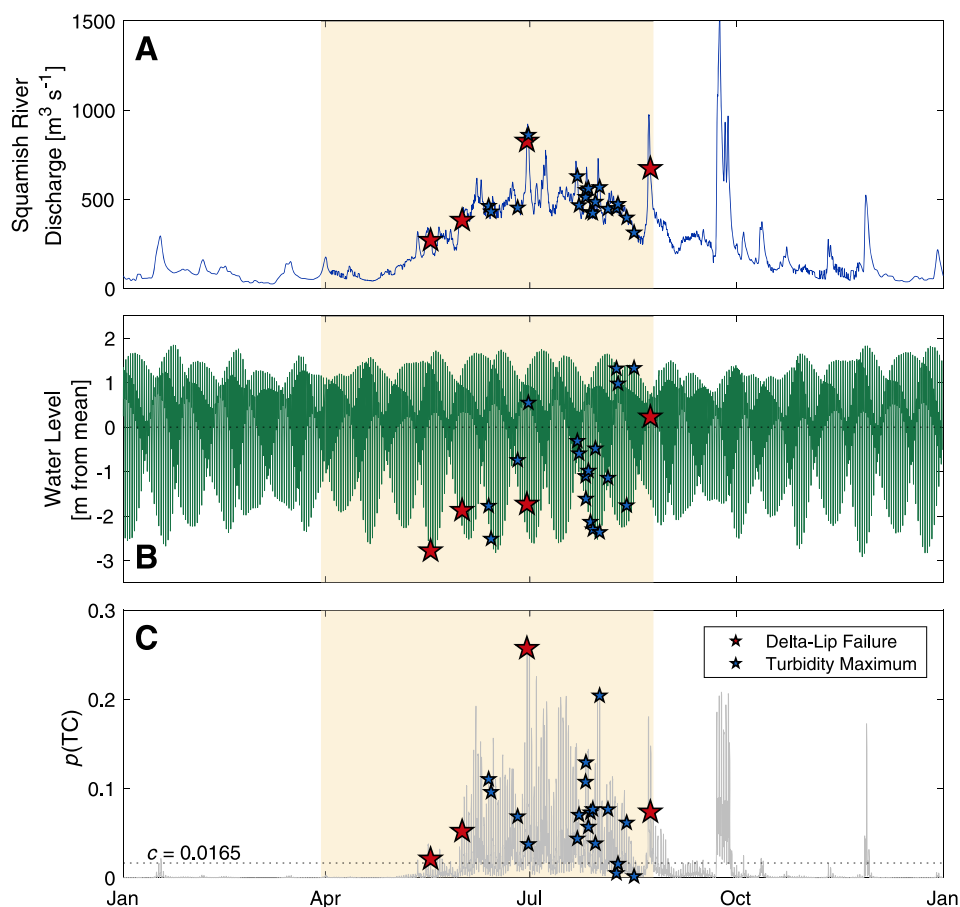 A
Squamish River
Discharge [m³ s⁻¹]
1500
1000
500
0
B
Water Level
[m from mean]
2
1
0
-1
-2
-3
C
p(TC)
0.3
0.2
0.1
0
Delta-Lip Failure
Turbidity Maximum
c = 0.0165
Jan Apr Jul Oct Jan